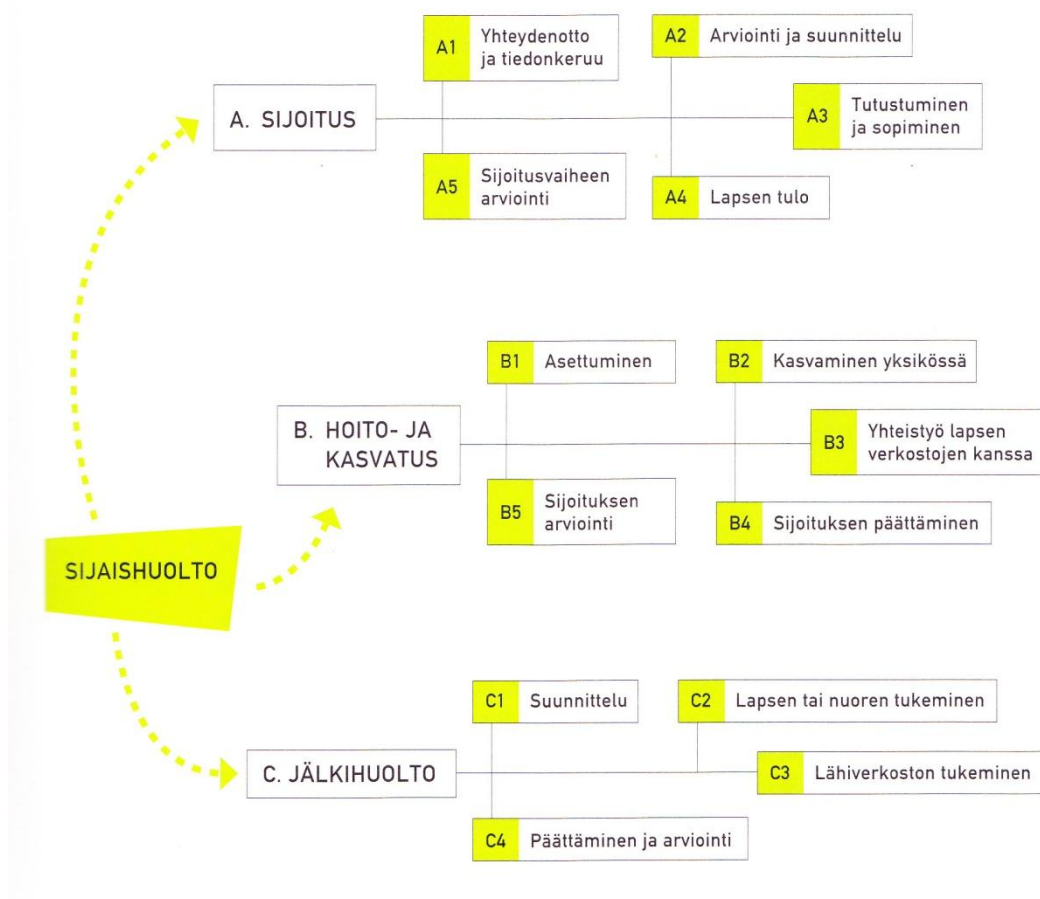 A1
Yhteydenotto
ja tiedonkeruu
A2
Arviointi ja suunnittelu
A. SIJOITUS
A3
Tutustuminen
ja sopiminen
A5
Sijoitusvaiheen
arviointi
A4
Lapsen tulo
B1
Asettuminen
B2
Kasvaminen yksikössä
B. HOITO- JA
KASVATUS
B3
Yhteistyö lapsen
verkostojen kanssa
B5
Sijoituksen
arviointi
B4
Sijoituksen päättäminen
SIJAISHUOLTO
C1
Suunnittelu
C2
Lapsen tai nuoren tukeminen
C. JÄLKIHUOLTO
C3
Lähiverkoston tukeminen
C4
Päättäminen ja arviointi